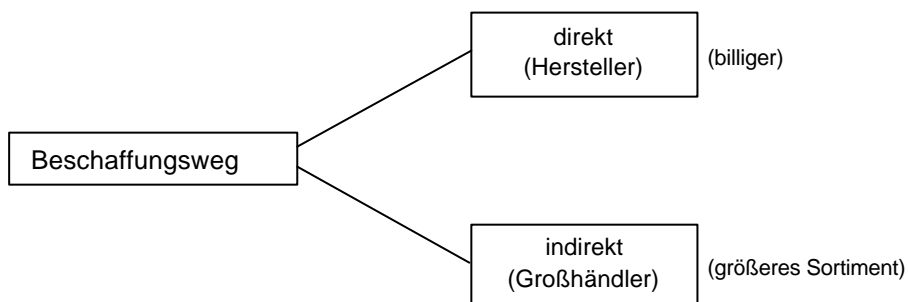 direkt
(Hersteller)
(billiger)
Beschaffungsweg
indirekt
(Großhändler)
(größeres Sortiment)